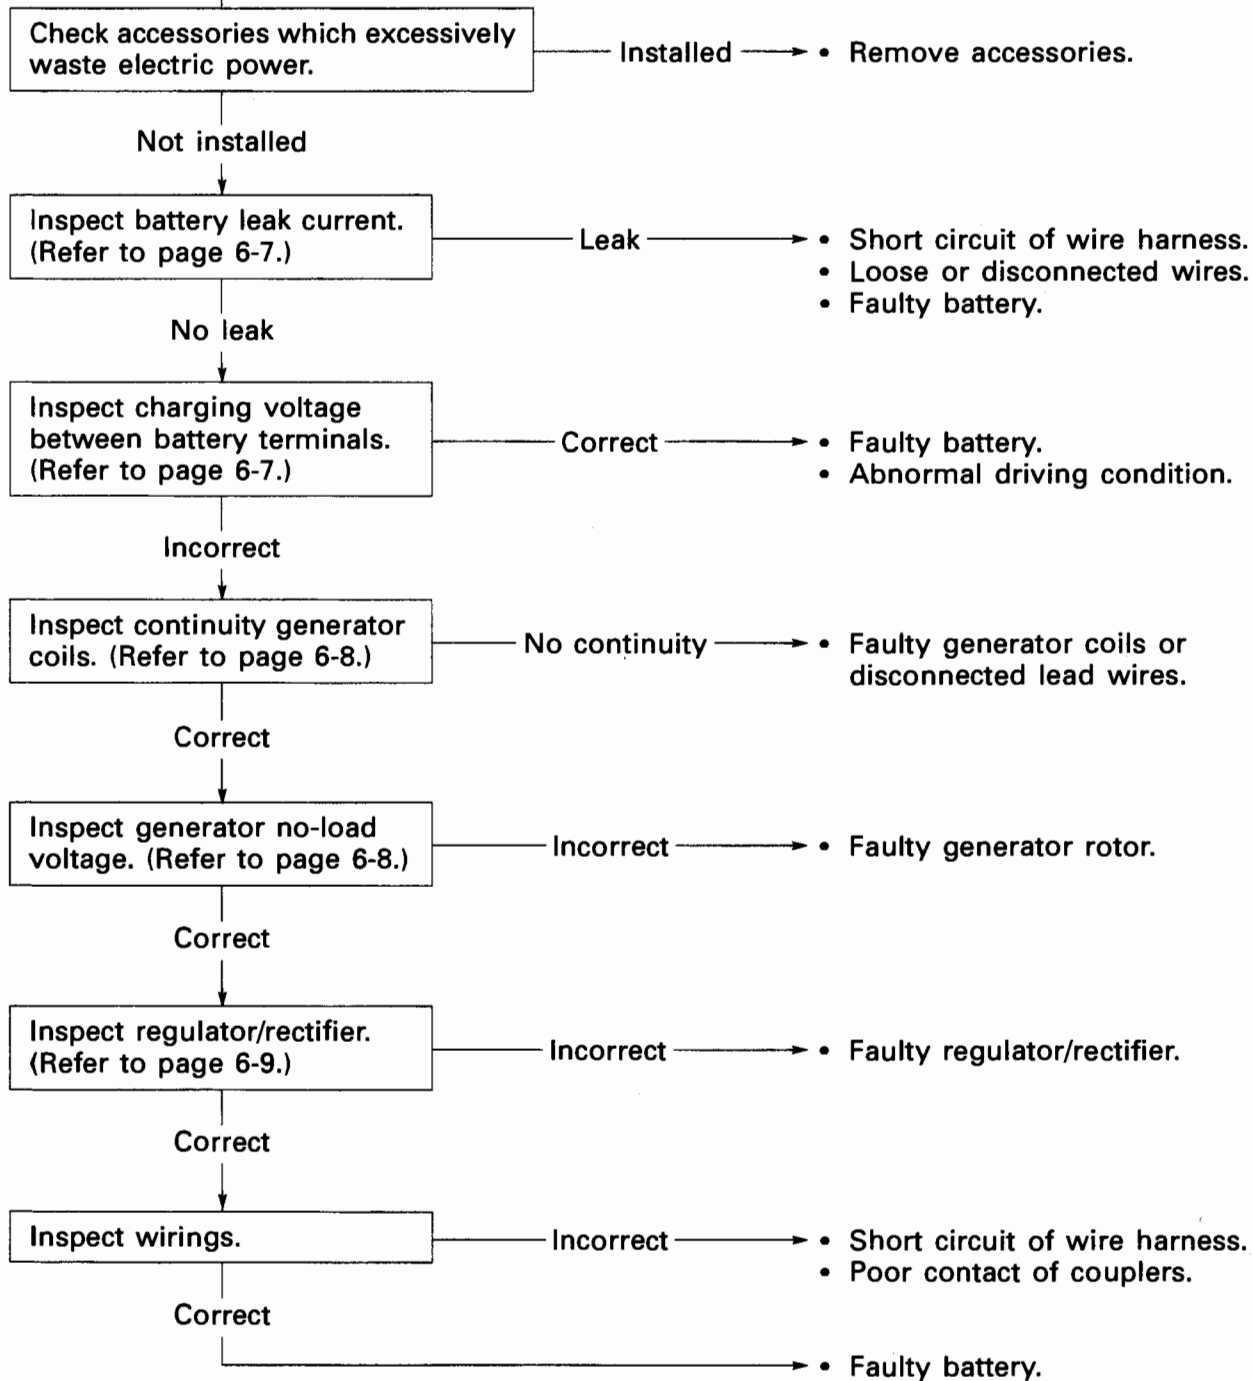 Check accessories which excessively
waste electric power.
Installed
• Remove accessories.
Not installed
Inspect battery leak current.
(Refer to page 6-7.)
Leak
• Short circuit of wire harness.
• Loose or disconnected wires.
• Faulty battery.
No leak
Inspect charging voltage
between battery terminals.
(Refer to page 6-7.)
Correct
• Faulty battery.
• Abnormal driving condition.
Incorrect
Inspect continuity generator
coils. (Refer to page 6-8.)
No continuity
• Faulty generator coils or
disconnected lead wires.
Correct
Inspect generator no-load
voltage. (Refer to page 6-8.)
Incorrect
• Faulty generator rotor.
Correct
Inspect regulator/rectifier.
(Refer to page 6-9.)
Incorrect
• Faulty regulator/rectifier.
Correct
Inspect wirings.
Incorrect
• Short circuit of wire harness.
• Poor contact of couplers.
Correct
• Faulty battery.